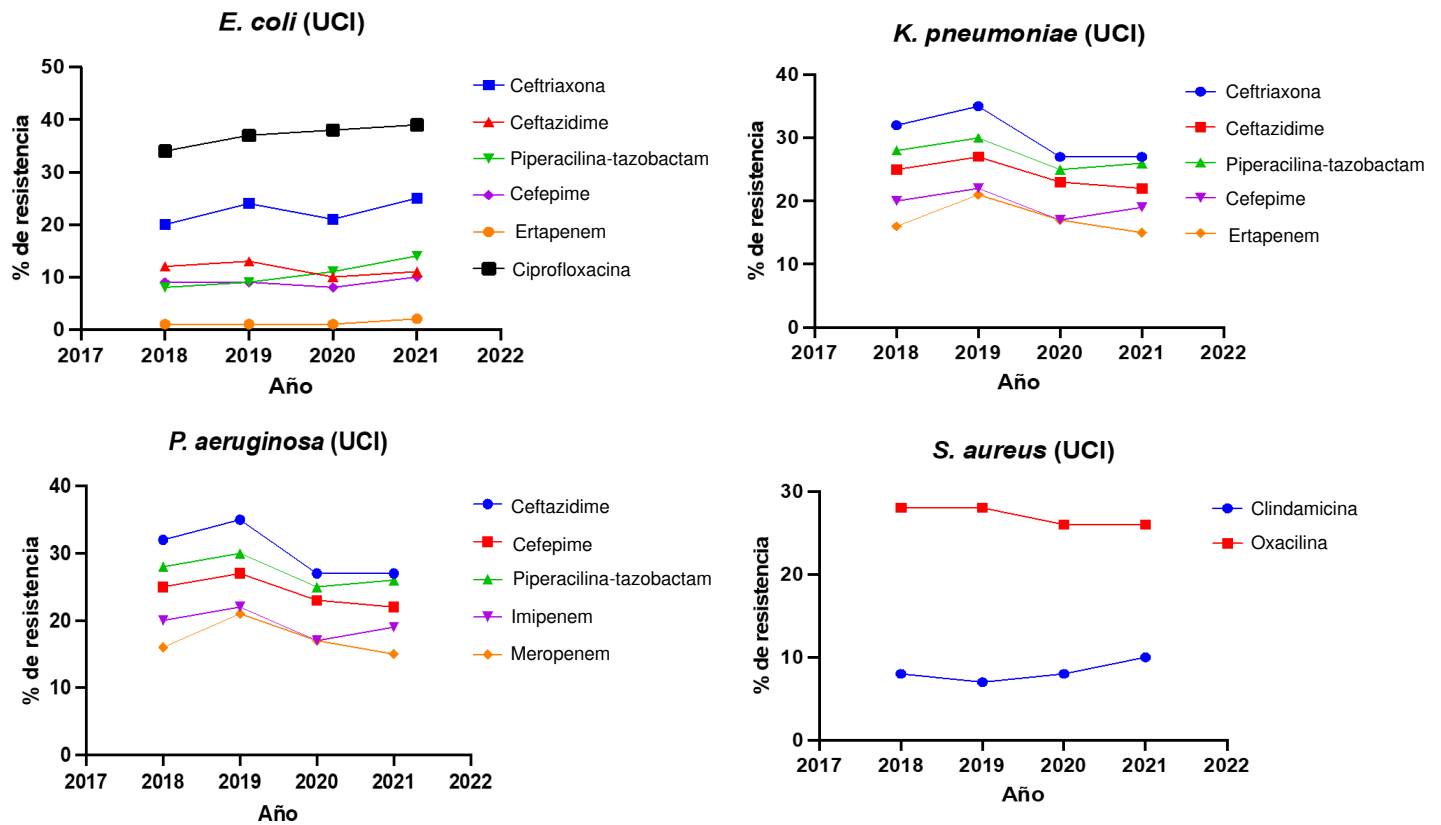 E. coli (UCI)
% de resistencia
50
40
30
20
10
0
2017 2018 2019 2020 2021 2022
Año
Ceftriaxona
Ceftazidime
Piperacilina-tazobactam
Cefepime
Ertapenem
Ciprofloxacina
K. pneumoniae (UCI)
% de resistencia
40
30
20
10
0
2017 2018 2019 2020 2021 2022
Año
Ceftriaxona
Ceftazidime
Piperacilina-tazobactam
Cefepime
Ertapenem
P. aeruginosa (UCI)
% de resistencia
40
30
20
10
0
2017 2018 2019 2020 2021 2022
Año
Ceftazidime
Cefepime
Piperacilina-tazobactam
Imipenem
Meropenem
S. aureus (UCI)
% de resistencia
30
20
10
0
2017 2018 2019 2020 2021 2022
Año
Clindamicina
Oxacilina